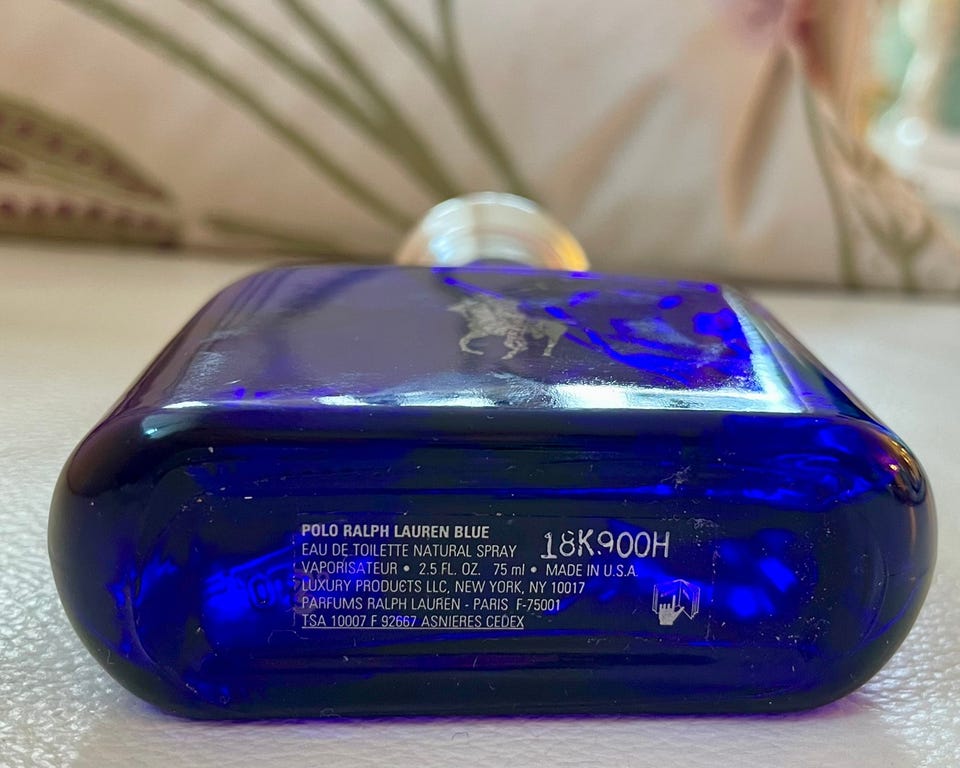 POLO RALPH LAUREN BLUE
EAU DE TOILETTE NATURAL SPRAY
18K900H
VAPORISATEUR • 2.5 FL. OZ. 75 ml • MADE IN U.S.A.
LUXURY PRODUCTS LLC, NEW YORK, NY 10017
PARFUMS RALPH LAUREN - PARIS F-75001
TSA 10007 F 92667 ASNIERES CEDEX